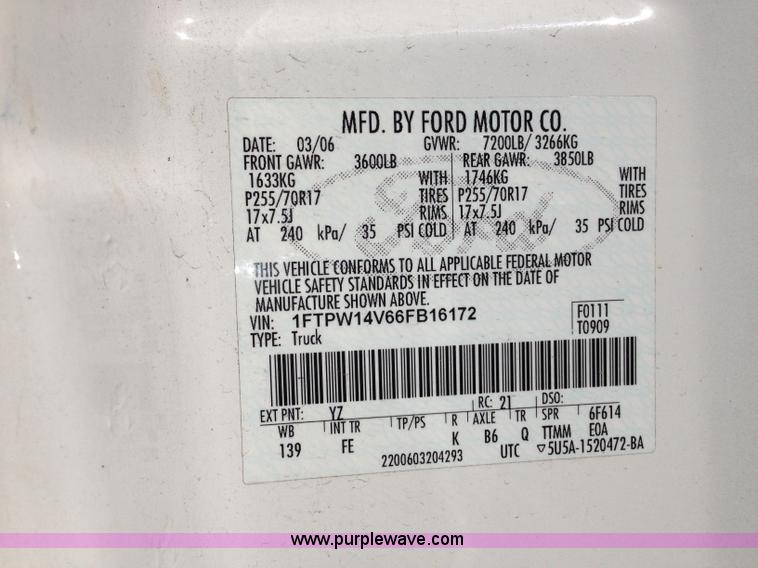 MFD. BY FORD MOTOR CO.
DATE: 03/06 GVWR: 7200LB/ 3266KG
FRONT GAWR: 3600LB REAR GAWR: 3850LB
1633KG WITH 1746KG WITH
P255/70R17 TIRES P255/70R17 TIRES
17x7.5J RIMS 17x7.5J RIMS
AT 240 kPa/ 35 PSI COLD AT 240 kPa/ 35 PSI COLD
Ford
THIS VEHICLE CONFORMS TO ALL APPLICABLE FEDERAL MOTOR
VEHICLE SAFETY STANDARDS IN EFFECT ON THE DATE OF
MANUFACTURE SHOWN ABOVE.
VIN: 1FTPW14V66FB16172 F0111
TYPE: Truck T0909
EXT PNT: YZ RC: 21 DSO:
WB INT TR TP/PS R AXLE TR SPR 6F614
139 FE K B6 Q TTMM E0A
2200603204293 UTC ▽5U5A-1520472-BA
www.purplewave.com